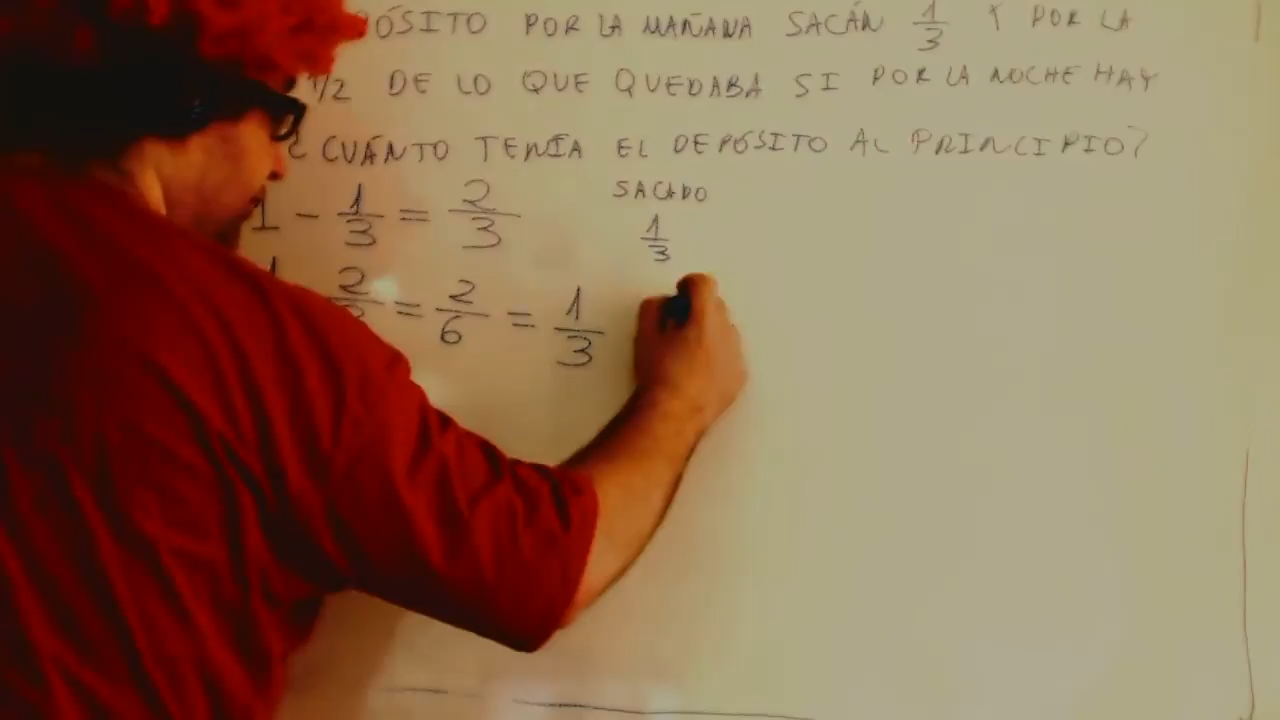 ÓSITO POR LA MAÑANA SACÁN 1/3 Y POR LA
1/2 DE LO QUE QUEDABA SI POR LA NOCHE HAY
¿CUÁNTO TENÍA EL DEPÓSITO AL PRINCIPIO?
SACADO
1 - 1/3 = 2/3
1/3
2/3 = 2/6 = 1/3